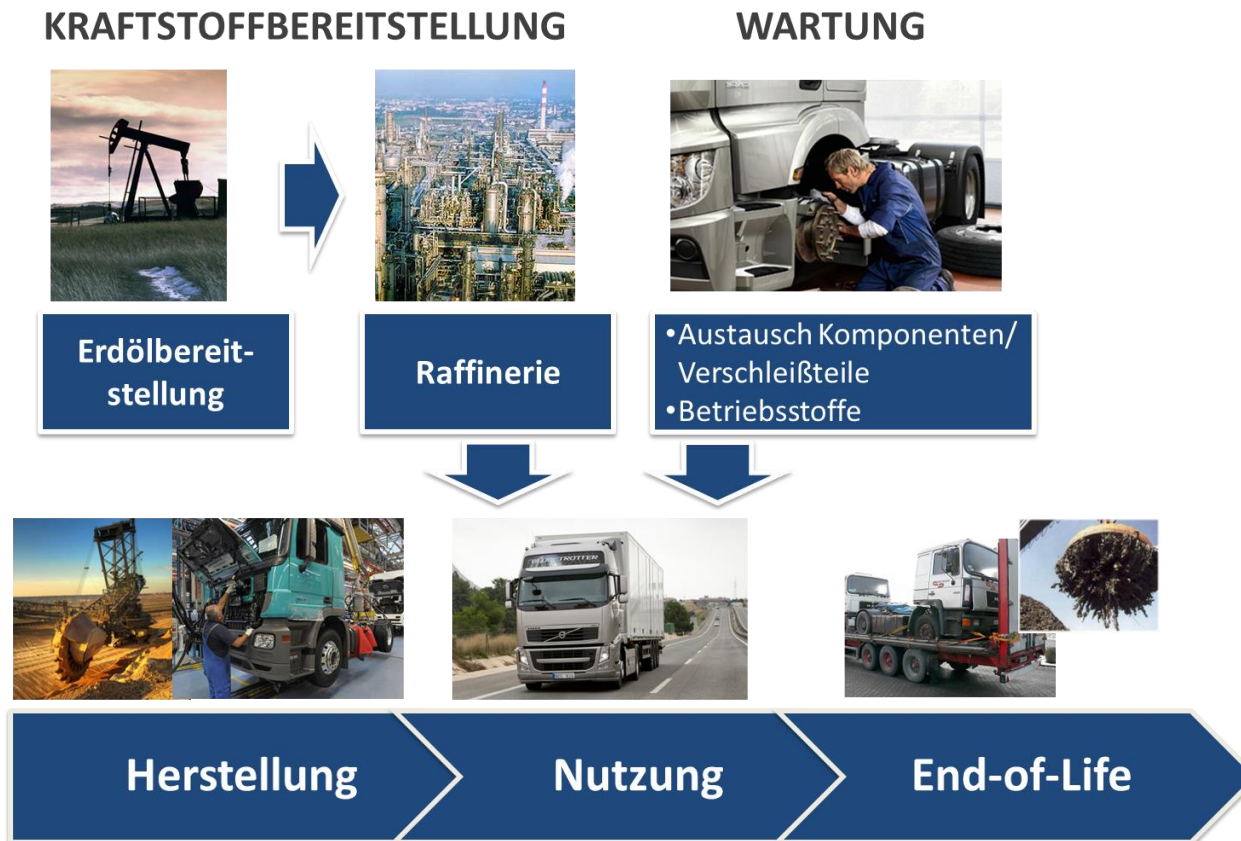 KRAFTSTOFFBEREITSTELLUNG
WARTUNG
Erdölbereit-
stellung
Raffinerie
•Austausch Komponenten/
Verschleißteile
•Betriebsstoffe
Herstellung
Nutzung
End-of-Life